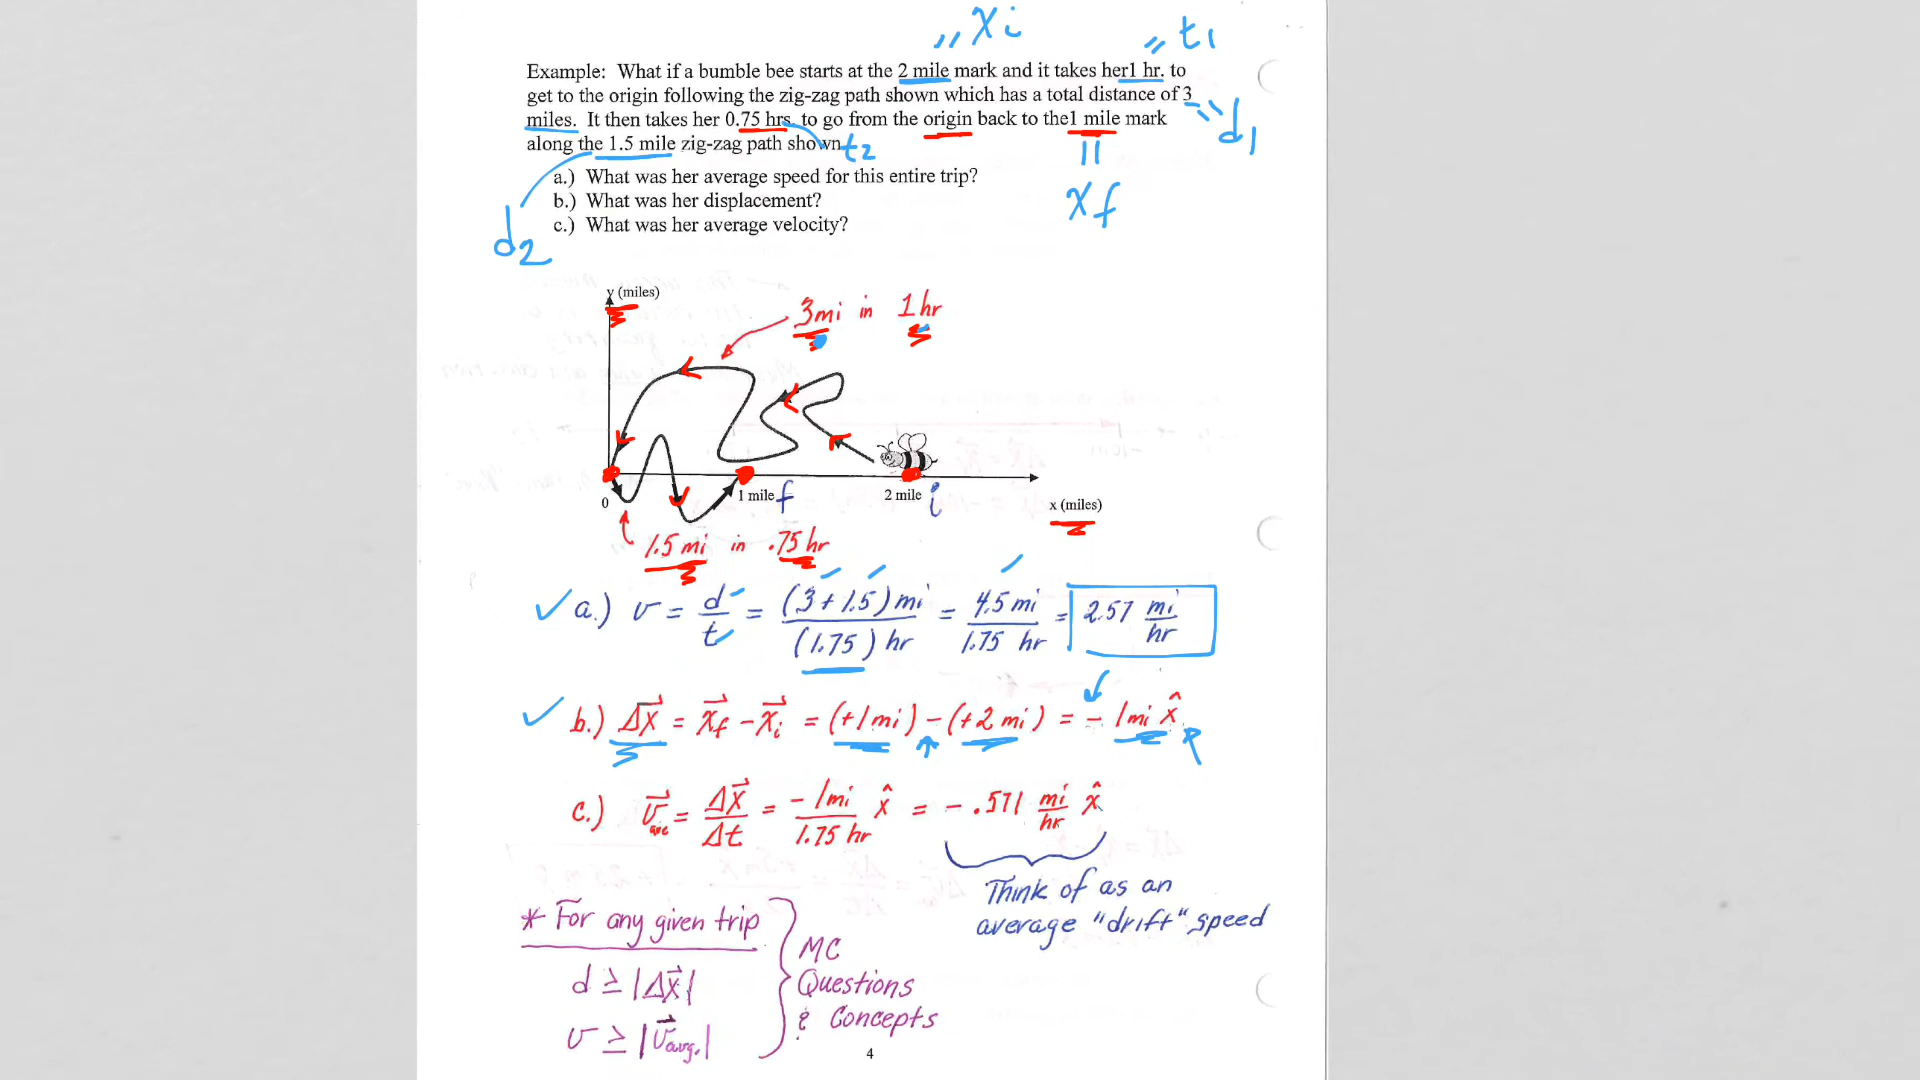 ,, Xi
,, t1
Example: What if a bumble bee starts at the 2 mile mark and it takes her1 hr. to
get to the origin following the zig-zag path shown which has a total distance of 3
miles. It then takes her 0.75 hrs. to go from the origin back to the1 mile mark
along the 1.5 mile zig-zag path shown.
d1
t2
a.) What was her average speed for this entire trip?
b.) What was her displacement?
c.) What was her average velocity?
Xf
d2
y (miles)
3mi in 1hr
0
1 mile f
2 mile i
x (miles)
1.5 mi in .75 hr
✓ a.) v = d/t = (3+1.5) mi / (1.75) hr = 4.5 mi / 1.75 hr = 2.57 mi/hr
✓ b.) Δx⃗ = x⃗f - x⃗i = (+1mi) - (+2 mi) = - 1mi x̂
c.) v⃗ave = Δx⃗/Δt = - 1mi / 1.75 hr x̂ = - .571 mi/hr x̂
Think of as an
average "drift" speed
* For any given trip
d ≥ |Δx⃗|
v ≥ |v⃗avg.|
MC
Questions
& Concepts
4